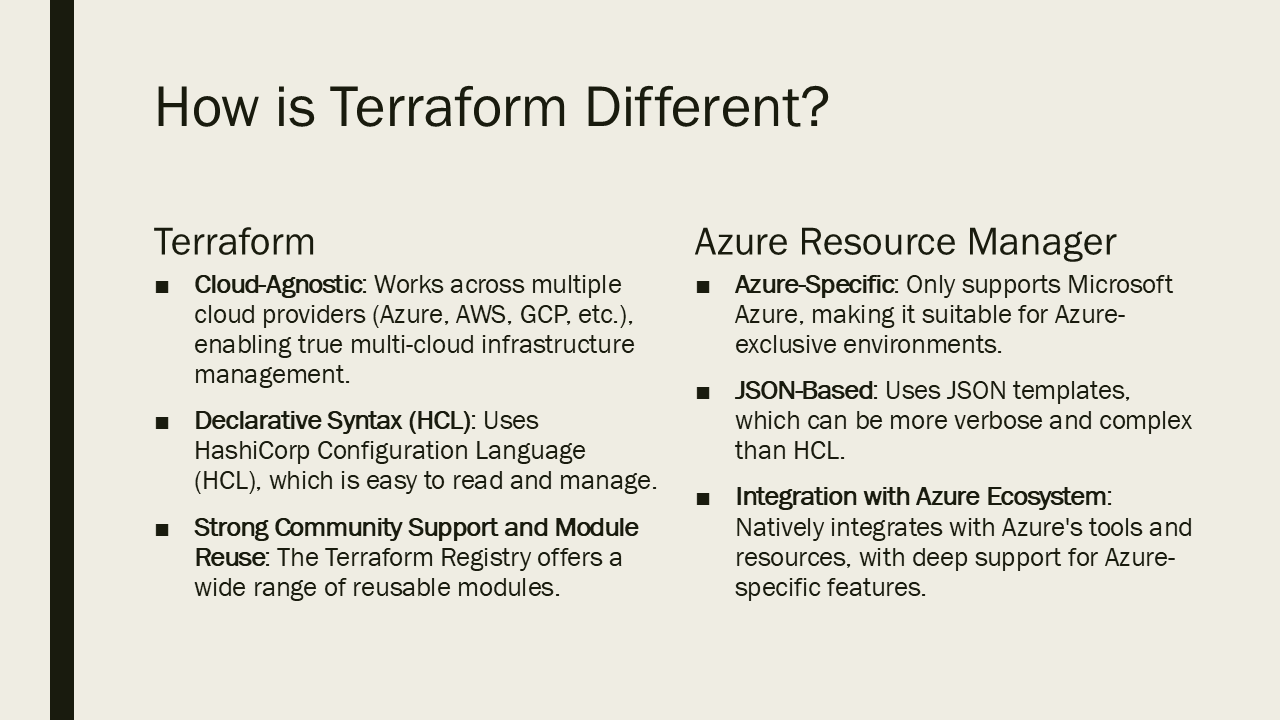 How is Terraform Different?
Terraform
■ Cloud-Agnostic: Works across multiple
cloud providers (Azure, AWS, GCP, etc.),
enabling true multi-cloud infrastructure
management.
■ Declarative Syntax (HCL): Uses
HashiCorp Configuration Language
(HCL), which is easy to read and manage.
■ Strong Community Support and Module
Reuse: The Terraform Registry offers a
wide range of reusable modules.
Azure Resource Manager
■ Azure-Specific: Only supports Microsoft
Azure, making it suitable for Azure-
exclusive environments.
■ JSON-Based: Uses JSON templates,
which can be more verbose and complex
than HCL.
■ Integration with Azure Ecosystem:
Natively integrates with Azure's tools and
resources, with deep support for Azure-
specific features.